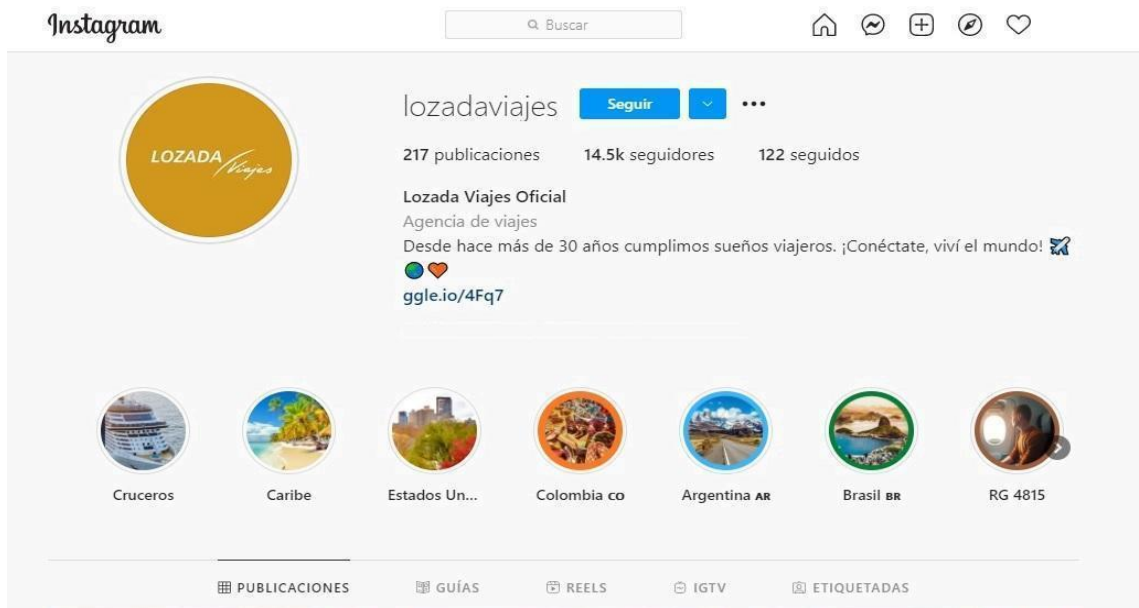 Instagram
Buscar
lozadaviajes Seguir
217 publicaciones 14.5k seguidores 122 seguidos
LOZADA Viajes
Lozada Viajes Oficial
Agencia de viajes
Desde hace más de 30 años cumplimos sueños viajeros. ¡Conéctate, viví el mundo! ✈️
🌎🧡
ggle.io/4Fq7
Cruceros Caribe Estados Un... Colombia CO Argentina AR Brasil BR RG 4815
PUBLICACIONES GUÍAS REELS IGTV ETIQUETADAS